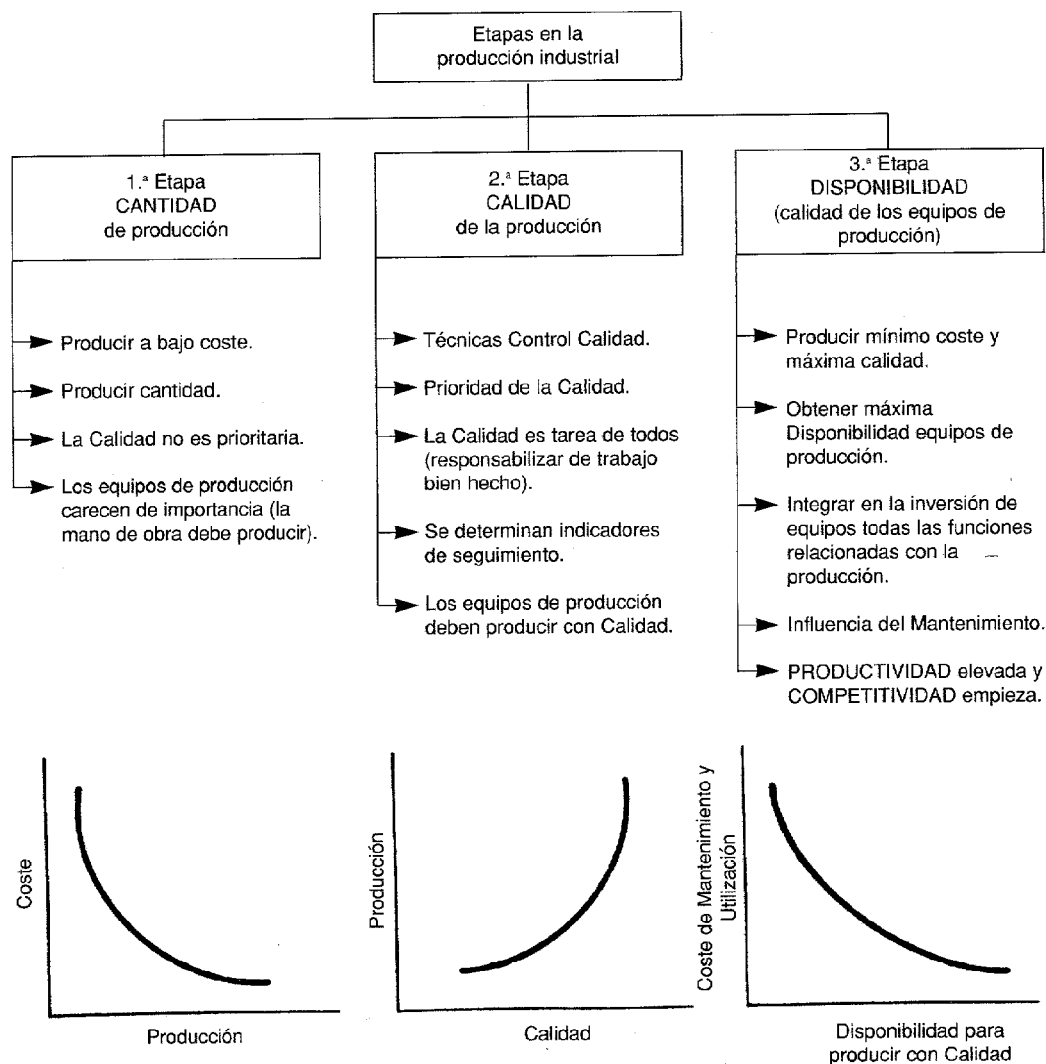 Etapas en la
producción industrial
1.ª Etapa
CANTIDAD
de producción
2.ª Etapa
CALIDAD
de la producción
3.ª Etapa
DISPONIBILIDAD
(calidad de los equipos de
producción)
Producir a bajo coste.
Producir cantidad.
La Calidad no es prioritaria.
Los equipos de producción
carecen de importancia (la
mano de obra debe producir).
Técnicas Control Calidad.
Prioridad de la Calidad.
La Calidad es tarea de todos
(responsabilizar de trabajo
bien hecho).
Se determinan indicadores
de seguimiento.
Los equipos de producción
deben producir con Calidad.
Producir mínimo coste y
máxima calidad.
Obtener máxima
Disponibilidad equipos de
producción.
Integrar en la inversión de
equipos todas las funciones
relacionadas con la
producción.
Influencia del Mantenimiento.
PRODUCTIVIDAD elevada y
COMPETITIVIDAD empieza.
Coste
Producción
Producción
Calidad
Coste de Mantenimiento y
Utilización
Disponibilidad para
producir con Calidad